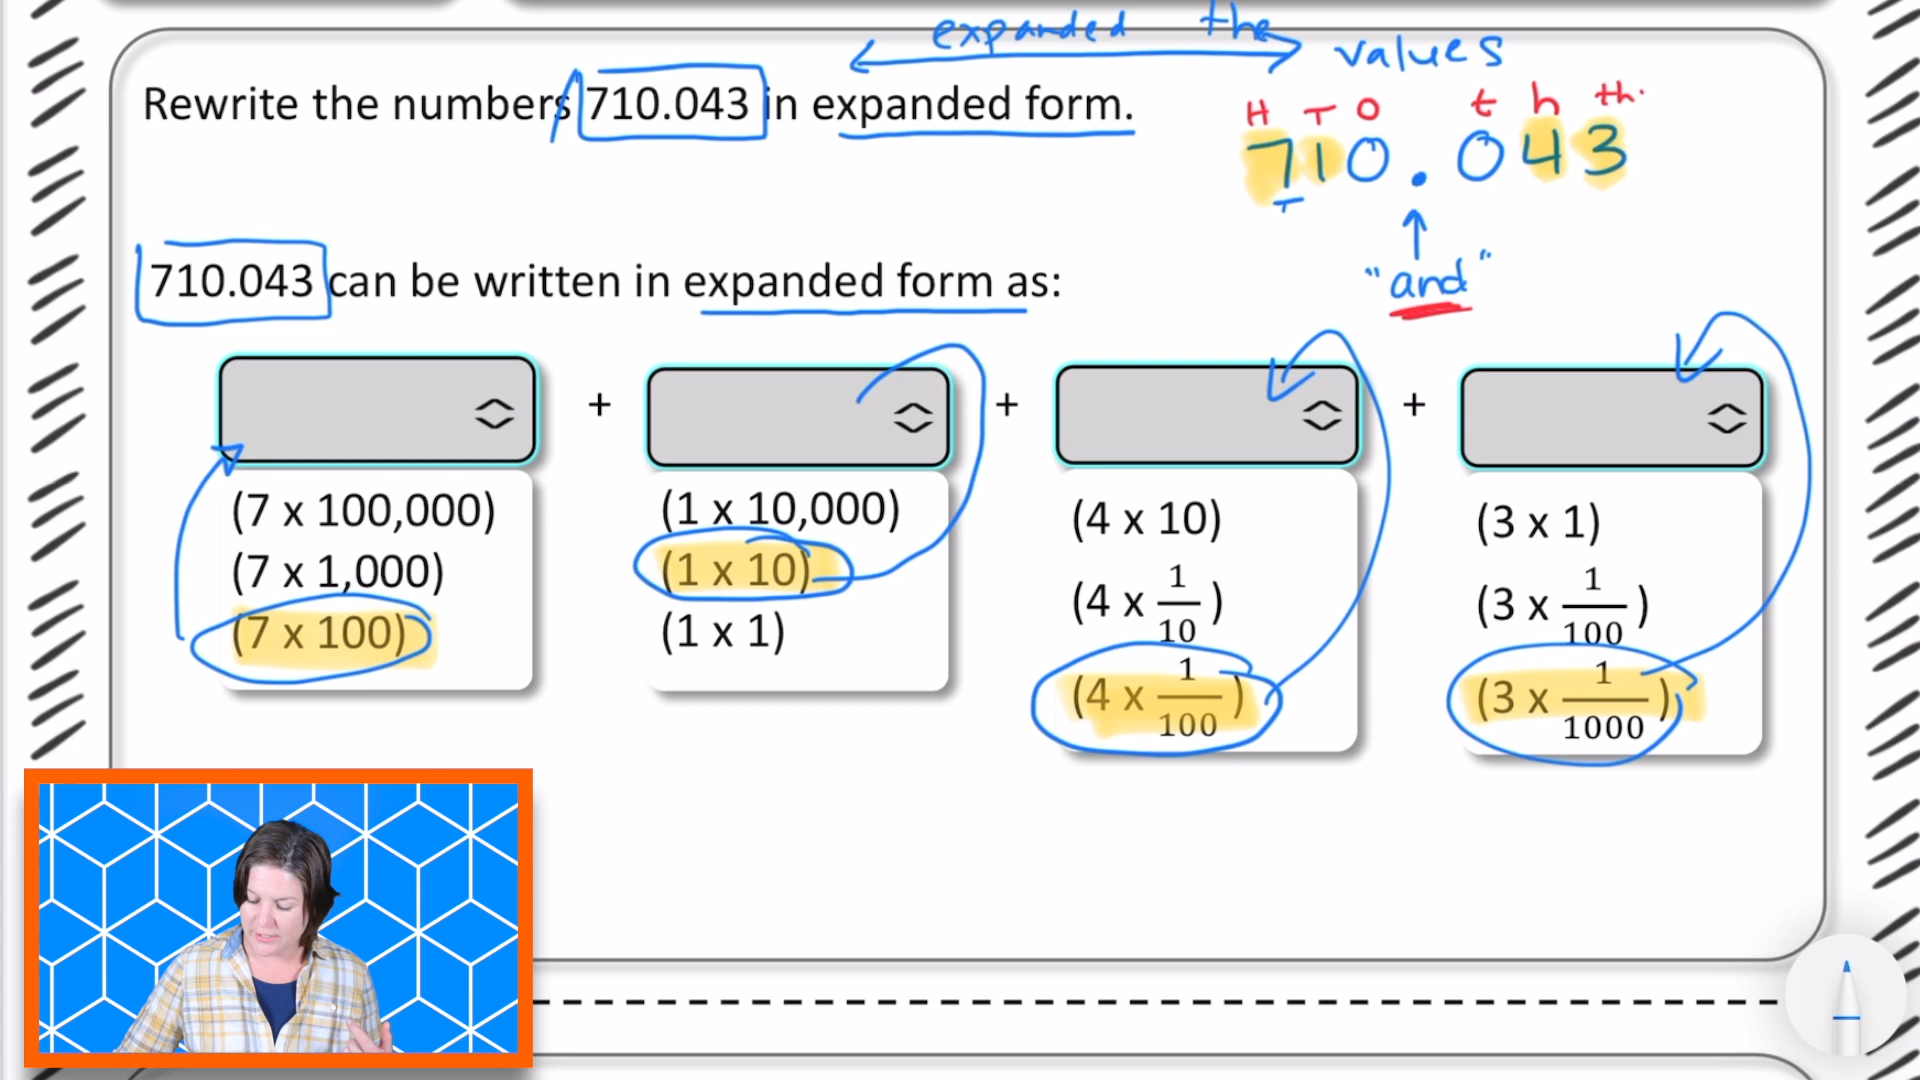 expanded the
values
Rewrite the numbers 710.043 in expanded form.
H T O t h th.
710.043
"and"
710.043 can be written in expanded form as:
+ + +
(7 x 100,000)
(7 x 1,000)
(7 x 100)
(1 x 10,000)
(1 x 10)
(1 x 1)
(4 x 10)
(4 x 1/10)
(4 x 1/100)
(3 x 1)
(3 x 1/100)
(3 x 1/1000)